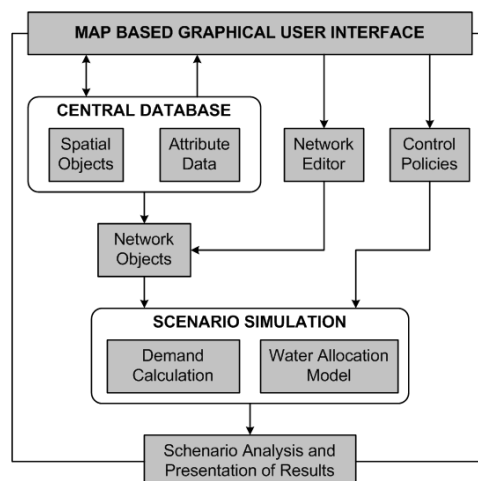 MAP BASED GRAPHICAL USER INTERFACE
CENTRAL DATABASE
Spatial
Objects
Attribute
Data
Network
Editor
Control
Policies
Network
Objects
SCENARIO SIMULATION
Demand
Calculation
Water Allocation
Model
Schenario Analysis and
Presentation of Results